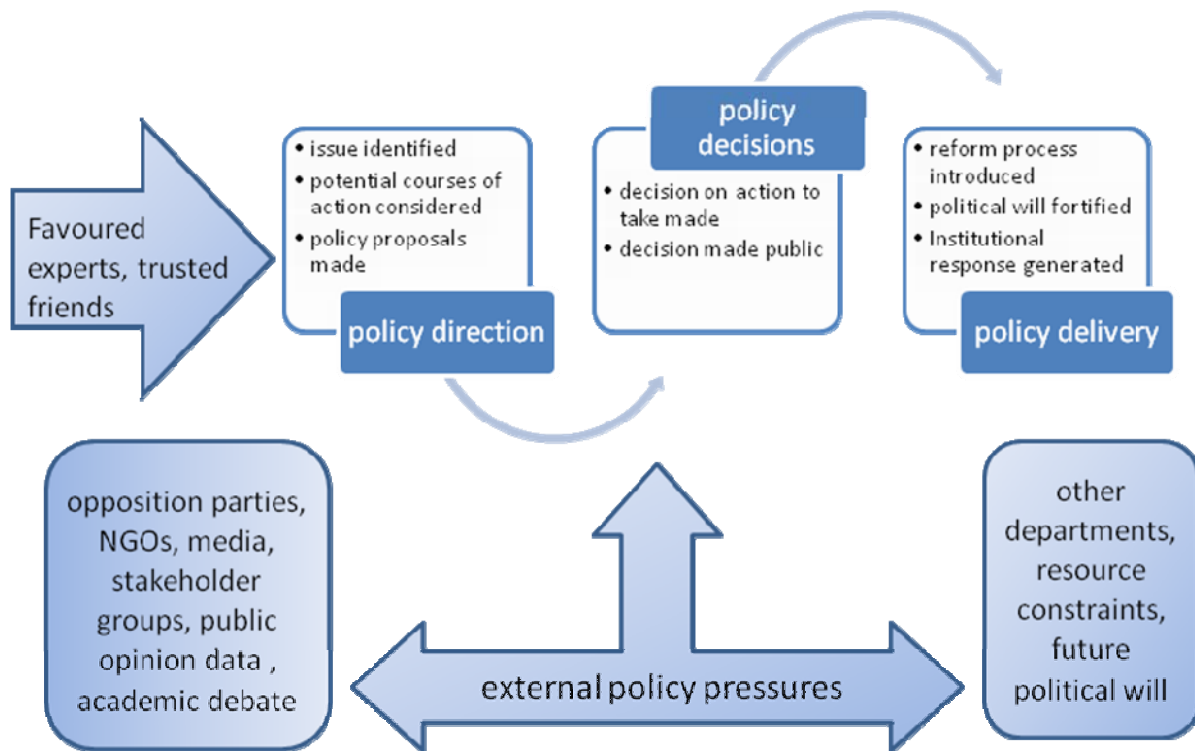 Favoured
experts, trusted
friends
• issue identified
• potential courses of
action considered
• policy proposals
made
policy direction
policy
decisions
• decision on action to
take made
• decision made public
• reform process
introduced
• political will fortified
• Institutional
response generated
policy delivery
opposition parties,
NGOs, media,
stakeholder
groups, public
opinion data ,
academic debate
external policy pressures
other
departments,
resource
constraints,
future
political will